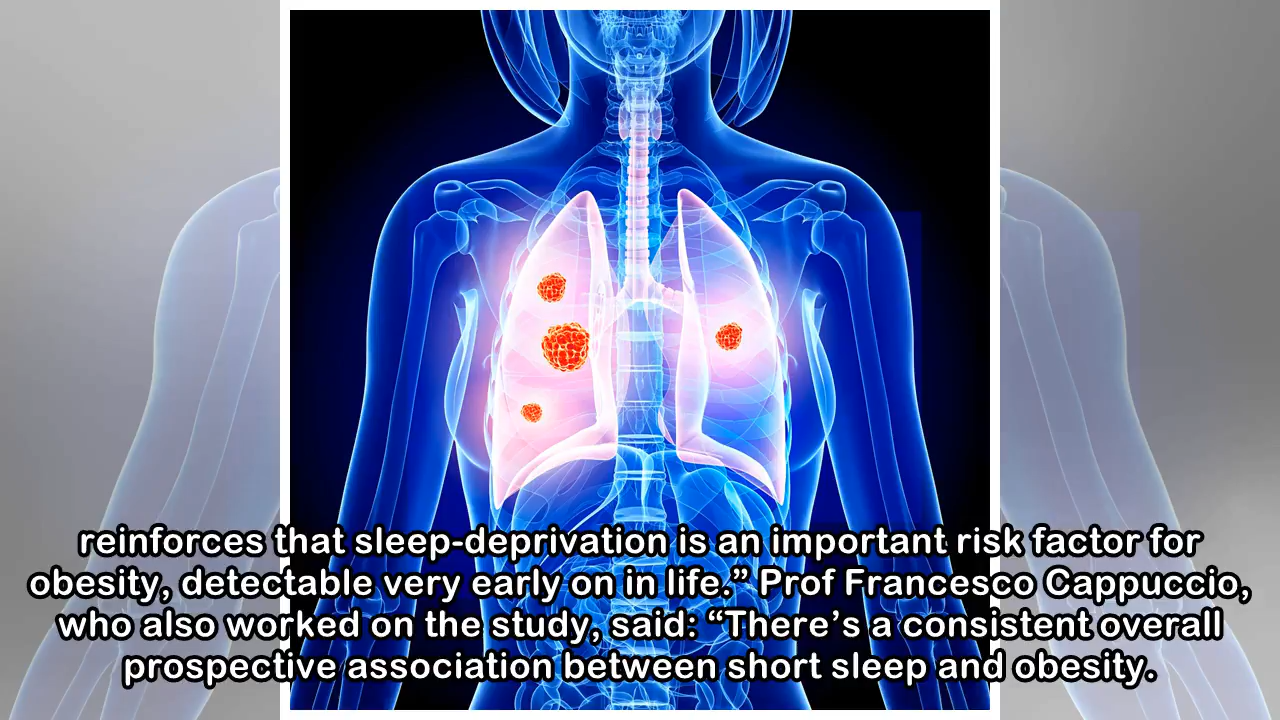 reinforces that sleep-deprivation is an important risk factor for
obesity, detectable very early on in life.” Prof Francesco Cappuccio,
who also worked on the study, said: “There’s a consistent overall
prospective association between short sleep and obesity.